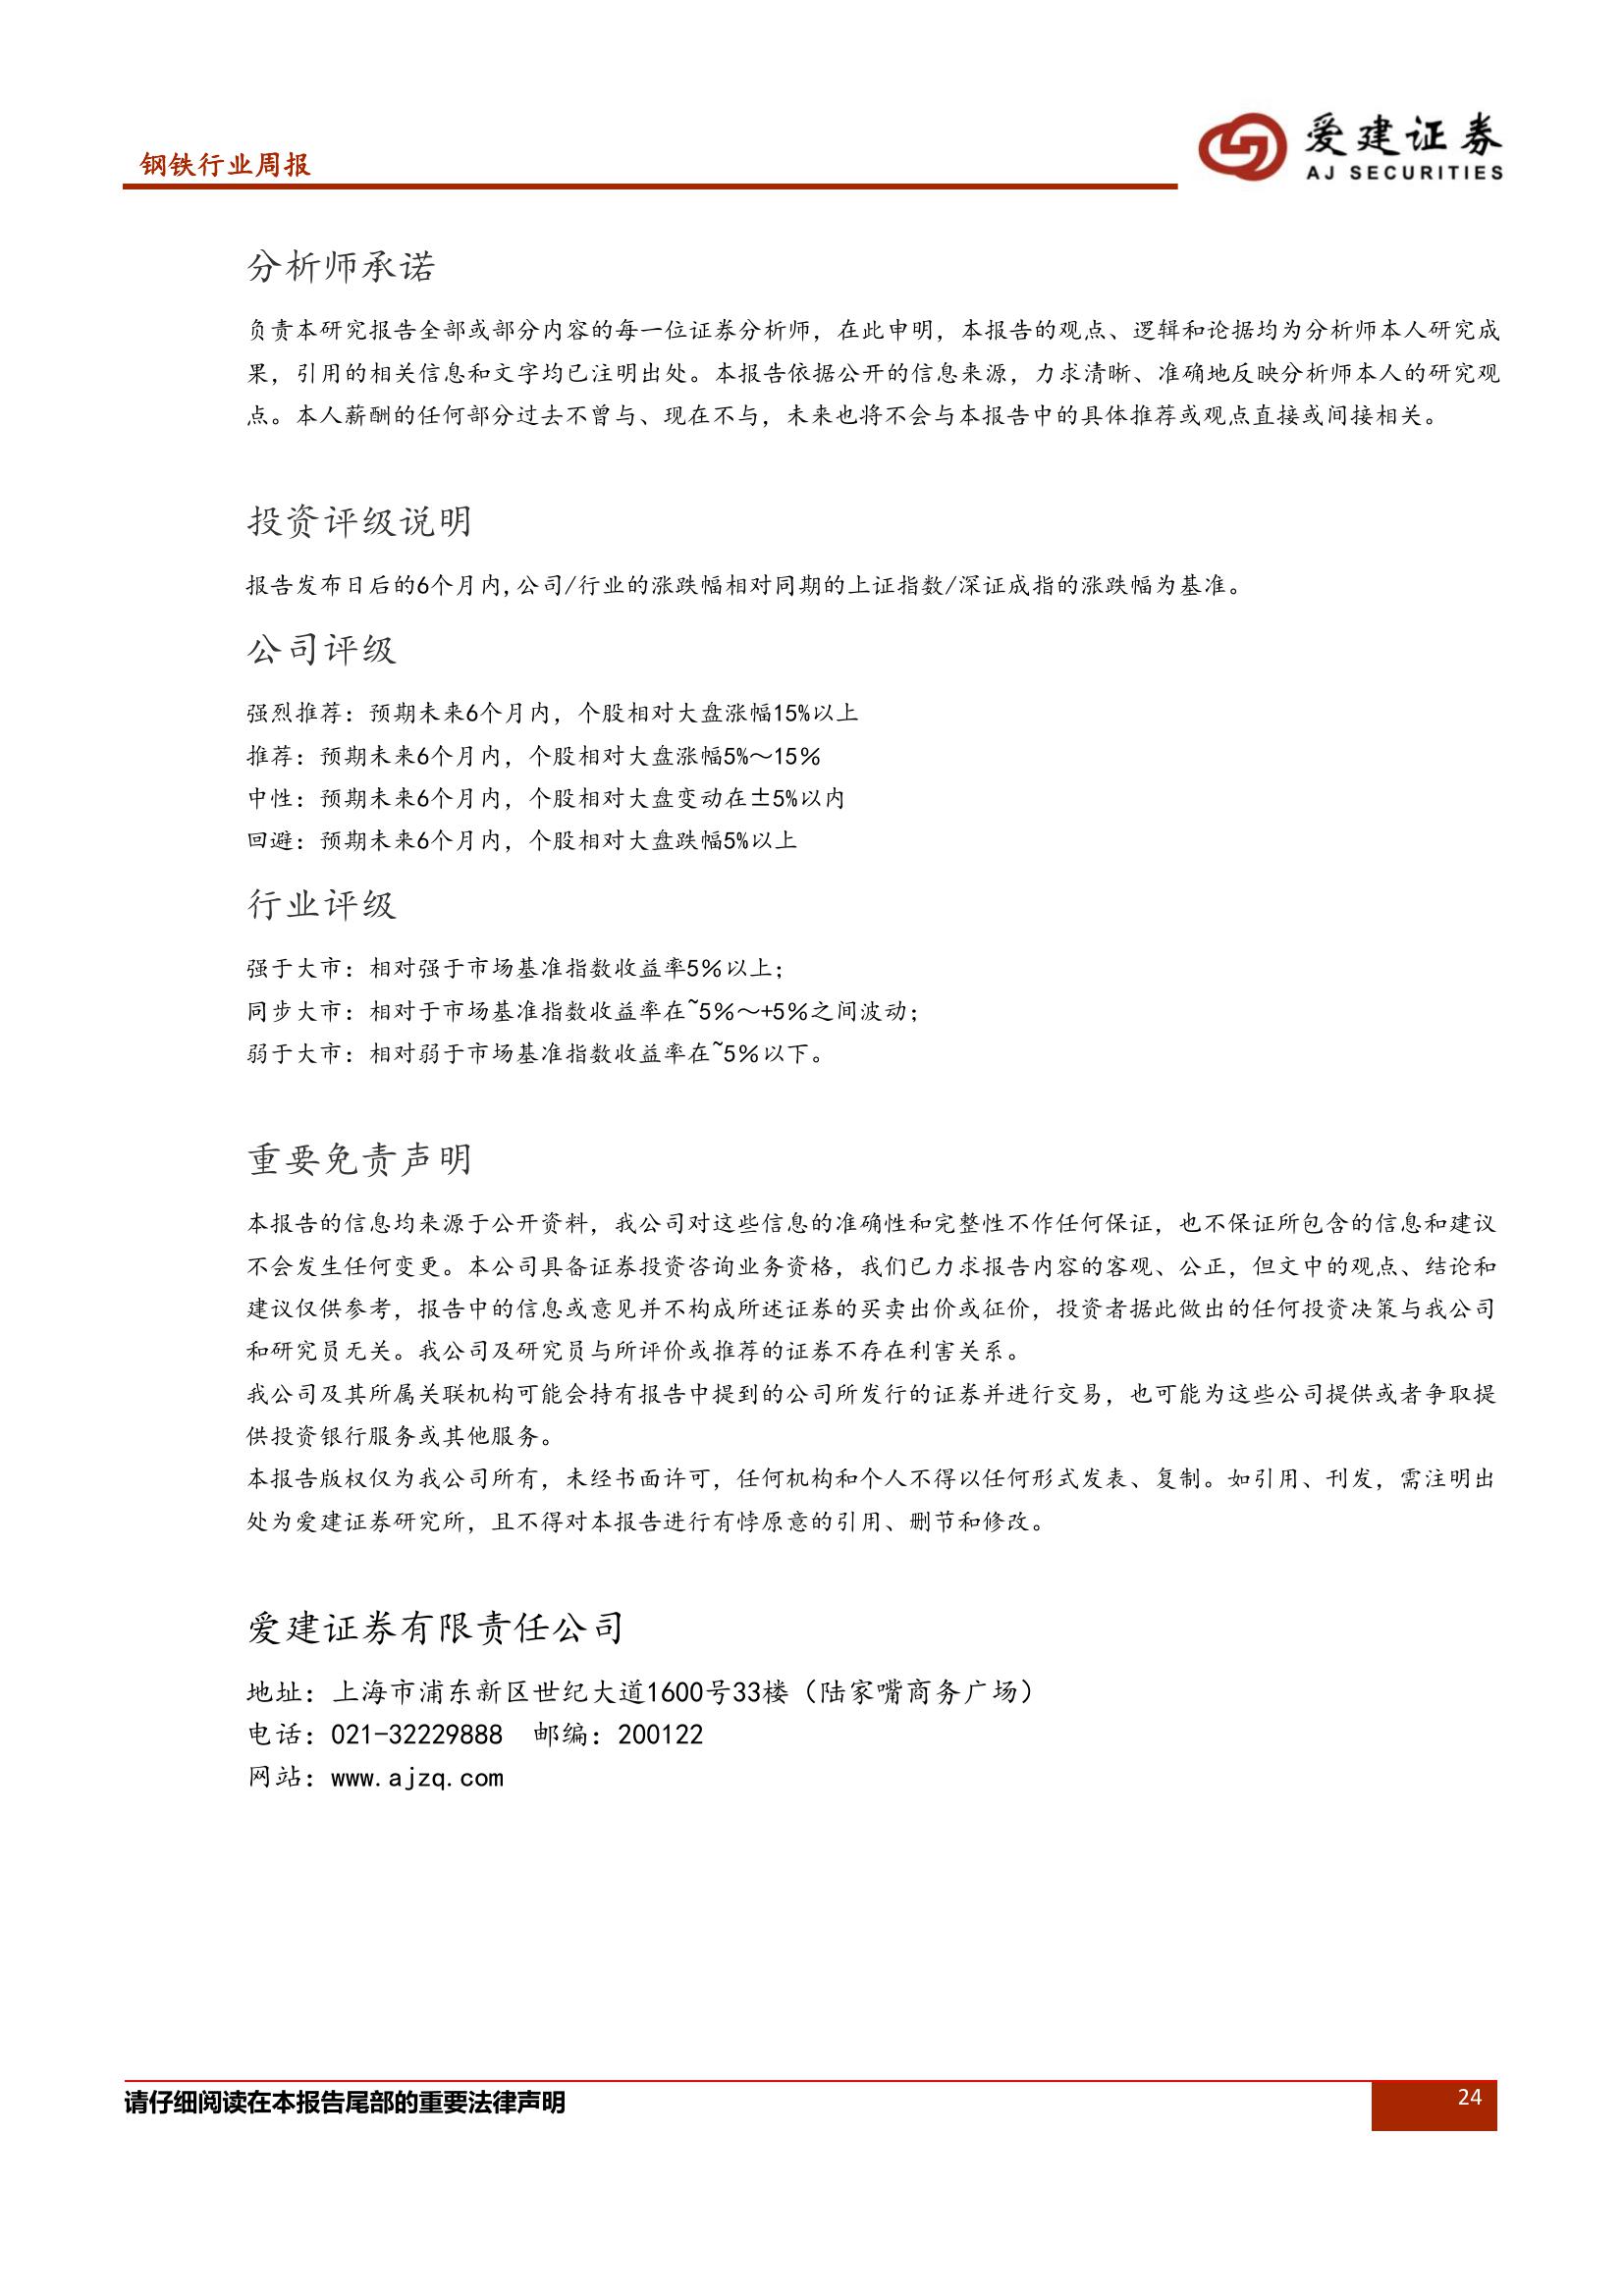 钢铁行业周报
爱建证券
AJ SECURITIES
分析师承诺
负责本研究报告全部或部分内容的每一位证券分析师，在此申明，本报告的观点、逻辑和论据均为分析师本人研究成
果，引用的相关信息和文字均已注明出处。本报告依据公开的信息来源，力求清晰、准确地反映分析师本人的研究观
点。本人薪酬的任何部分过去不曾与、现在不与，未来也将不会与本报告中的具体推荐或观点直接或间接相关。
投资评级说明
报告发布日后的6个月内,公司/行业的涨跌幅相对同期的上证指数/深证成指的涨跌幅为基准。
公司评级
强烈推荐：预期未来6个月内，个股相对大盘涨幅15%以上
推荐：预期未来6个月内，个股相对大盘涨幅5%～15％
中性：预期未来6个月内，个股相对大盘变动在±5%以内
回避：预期未来6个月内，个股相对大盘跌幅5%以上
行业评级
强于大市：相对强于市场基准指数收益率5％以上；
同步大市：相对于市场基准指数收益率在~5％～+5％之间波动；
弱于大市：相对弱于市场基准指数收益率在~5％以下。
重要免责声明
本报告的信息均来源于公开资料，我公司对这些信息的准确性和完整性不作任何保证，也不保证所包含的信息和建议
不会发生任何变更。本公司具备证券投资咨询业务资格，我们已力求报告内容的客观、公正，但文中的观点、结论和
建议仅供参考，报告中的信息或意见并不构成所述证券的买卖出价或征价，投资者据此做出的任何投资决策与我公司
和研究员无关。我公司及研究员与所评价或推荐的证券不存在利害关系。
我公司及其所属关联机构可能会持有报告中提到的公司所发行的证券并进行交易，也可能为这些公司提供或者争取提
供投资银行服务或其他服务。
本报告版权仅为我公司所有，未经书面许可，任何机构和个人不得以任何形式发表、复制。如引用、刊发，需注明出
处为爱建证券研究所，且不得对本报告进行有悖原意的引用、删节和修改。
爱建证券有限责任公司
地址：上海市浦东新区世纪大道1600号33楼（陆家嘴商务广场）
电话：021-32229888 邮编：200122
网站：www.ajzq.com
请仔细阅读在本报告尾部的重要法律声明
24